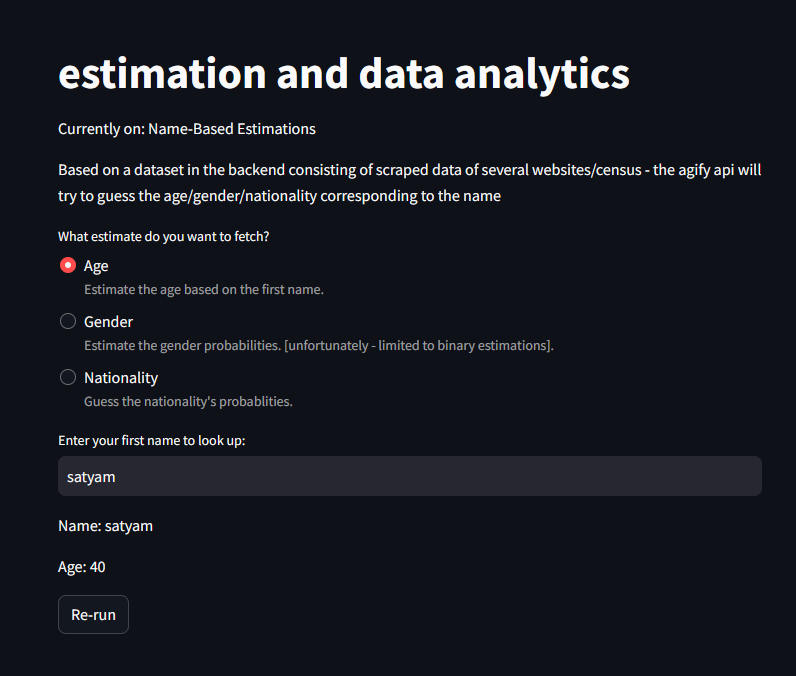 estimation and data analytics
Currently on: Name-Based Estimations
Based on a dataset in the backend consisting of scraped data of several websites/census - the agify api will
try to guess the age/gender/nationality corresponding to the name
What estimate do you want to fetch?
Age
Estimate the age based on the first name.
Gender
Estimate the gender probabilities. [unfortunately - limited to binary estimations].
Nationality
Guess the nationality's probablities.
Enter your first name to look up:
satyam
Name: satyam
Age: 40
Re-run